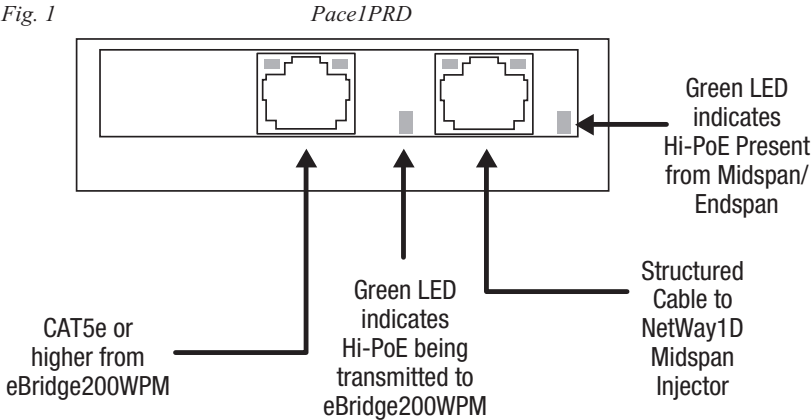 Fig. 1
Pace1PRD
Green LED
indicates
Hi-PoE Present
from Midspan/
Endspan
CAT5e or
higher from
eBridge200WPM
Green LED
indicates
Hi-PoE being
transmitted to
eBridge200WPM
Structured
Cable to
NetWay1D
Midspan
Injector